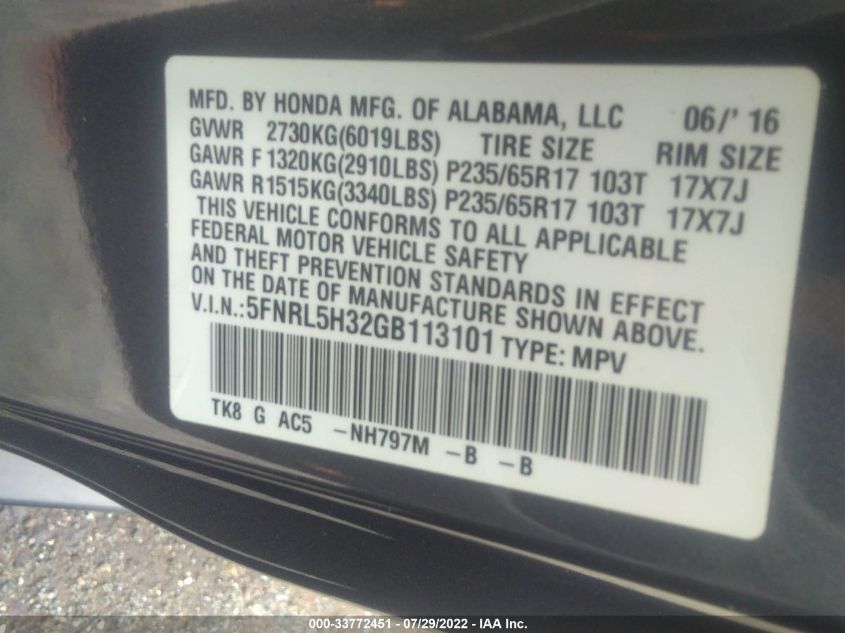 MFD. BY HONDA MFG. OF ALABAMA, LLC 06/' 16
GVWR 2730KG(6019LBS) TIRE SIZE RIM SIZE
GAWR F 1320KG(2910LBS) P235/65R17 103T 17X7J
GAWR R1515KG(3340LBS) P235/65R17 103T 17X7J
THIS VEHICLE CONFORMS TO ALL APPLICABLE
FEDERAL MOTOR VEHICLE SAFETY
AND THEFT PREVENTION STANDARDS IN EFFECT
ON THE DATE OF MANUFACTURE SHOWN ABOVE.
V.I.N.:5FNRL5H32GB113101 TYPE: MPV
TK8 G AC5 -NH797M -B -B
000-33772451 - 07/29/2022 - IAA Inc.